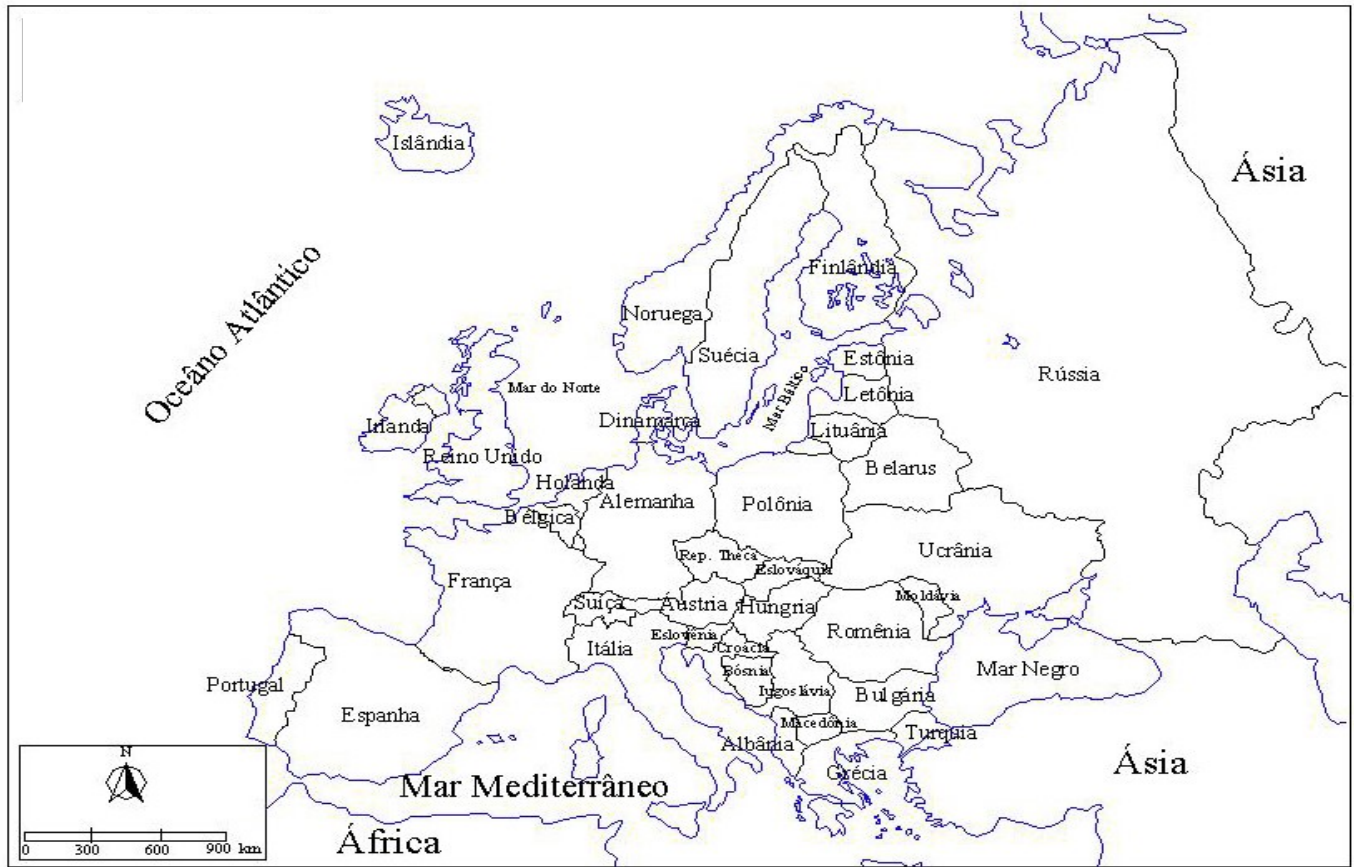 Islândia
Ásia
Oceâno Atlântico
Finlândia
Noruega
Suécia
Estônia
Rússia
Mar do Norte
Mar Báltico
Letônia
Irlanda
Dinamarca
Lituânia
Reino Unido
Belarus
Holanda
Alemanha
Polônia
Bélgica
Ucrânia
Rep. Theca
Eslováquia
França
Suiça
Áustria
Hungria
Moldávia
Romênia
Eslovênia
Croácia
Itália
Bósnia
Mar Negro
Portugal
Iugoslávia
Bulgária
Espanha
Macedônia
Turquia
Albânia
Grécia
Ásia
Mar Mediterrâneo
África
N
0 300 600 900 km